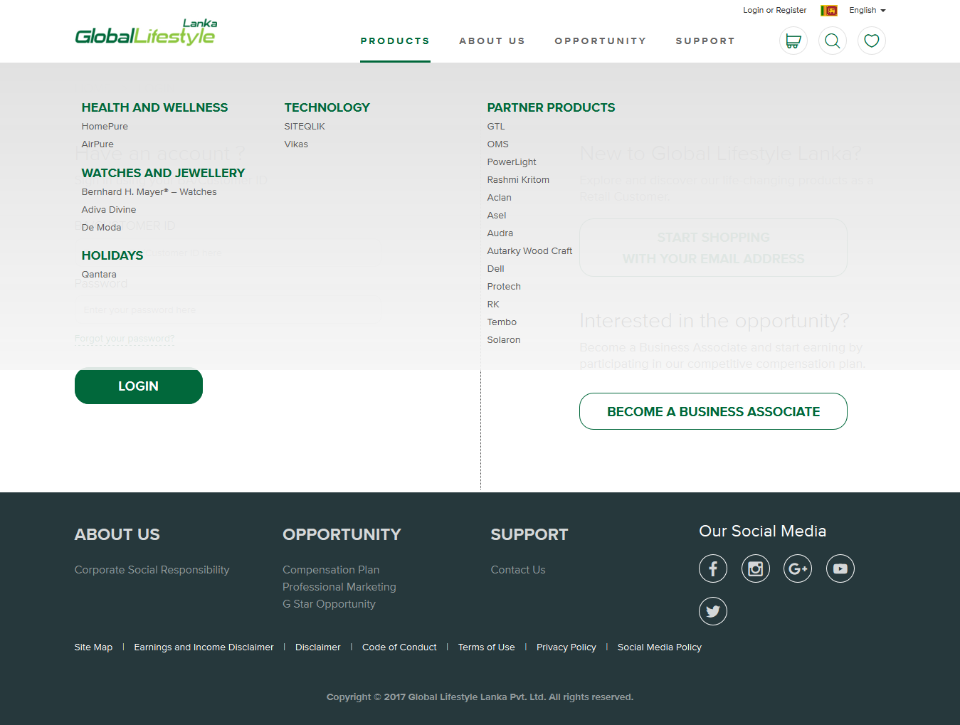 Login or Register
English
GlobalLifestyle
Lanka
PRODUCTS
ABOUT US
OPPORTUNITY
SUPPORT
HEALTH AND WELLNESS
HomePure
AirPure
WATCHES AND JEWELLERY
Bernhard H. Mayer® – Watches
Adiva Divine
De Moda
HOLIDAYS
Qantara
TECHNOLOGY
SITEQLIK
Vikas
PARTNER PRODUCTS
GTL
OMS
PowerLight
Rashmi Kritom
Aclan
Asel
Audra
Autarky Wood Craft
Dell
Protech
RK
Tembo
Solaron
Have an account ?
Password
Enter your password here
Forgot your password?
LOGIN
New to Global Lifestyle Lanka?
START SHOPPING
WITH YOUR EMAIL ADDRESS
Interested in the opportunity?
Become a Business Associate and start earning by
participating in our competitive compensation plan.
BECOME A BUSINESS ASSOCIATE
ABOUT US
Corporate Social Responsibility
OPPORTUNITY
Compensation Plan
Professional Marketing
G Star Opportunity
SUPPORT
Contact Us
Our Social Media
Site Map | Earnings and Income Disclaimer | Disclaimer | Code of Conduct | Terms of Use | Privacy Policy | Social Media Policy
Copyright © 2017 Global Lifestyle Lanka Pvt. Ltd. All rights reserved.